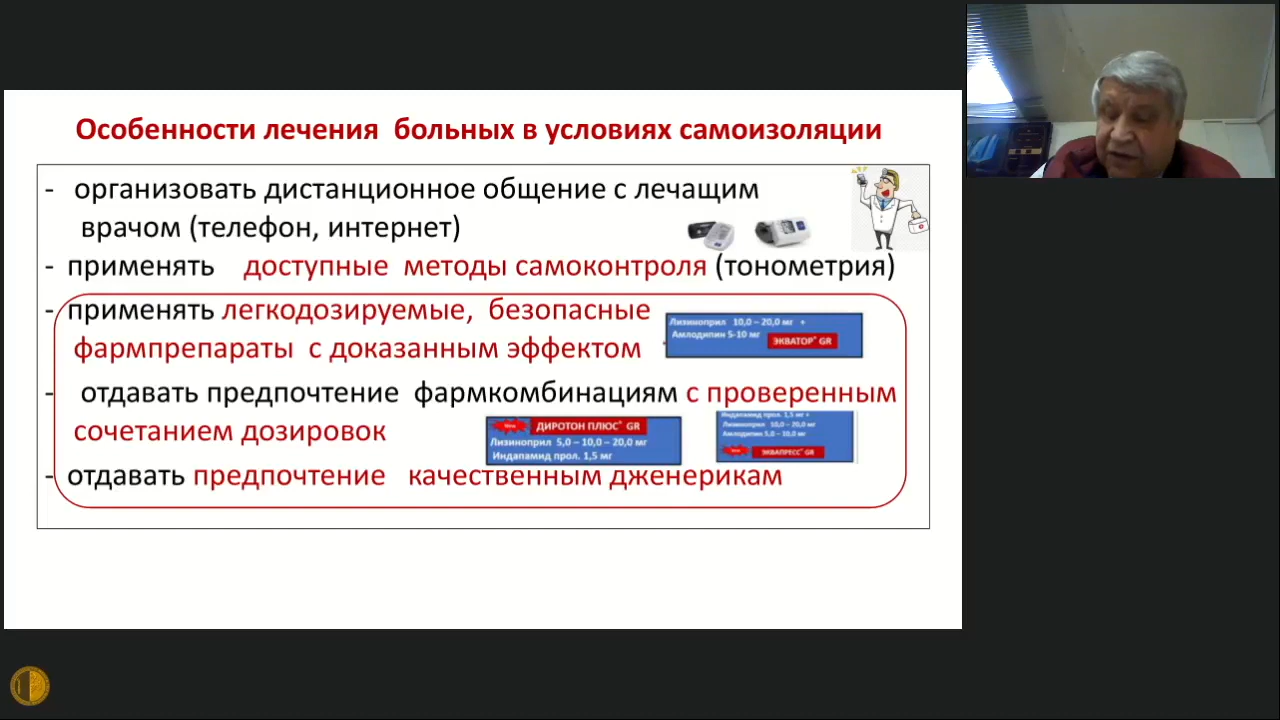 Особенности лечения больных в условиях самоизоляции
- организовать дистанционное общение с лечащим
врачом (телефон, интернет)
- применять доступные методы самоконтроля (тонометрия)
- применять легкодозируемые, безопасные
фармпрепараты с доказанным эффектом
Лизиноприл 10,0 – 20,0 мг +
Амлодипин 5-10 мг
ЭКВАТОР® GR
- отдавать предпочтение фармкомбинациям с проверенным
сочетанием дозировок
ДИРОТОН ПЛЮС® GR
Лизиноприл 5,0 – 10,0 – 20,0 мг
Индапамид прол. 1,5 мг
Индапамид прол. 1,5 мг +
Лизиноприл 10,0 – 20,0 мг
Амлодипин 5,0 – 10,0 мг
ЭКВАПРЕСС® GR
- отдавать предпочтение качественным дженерикам